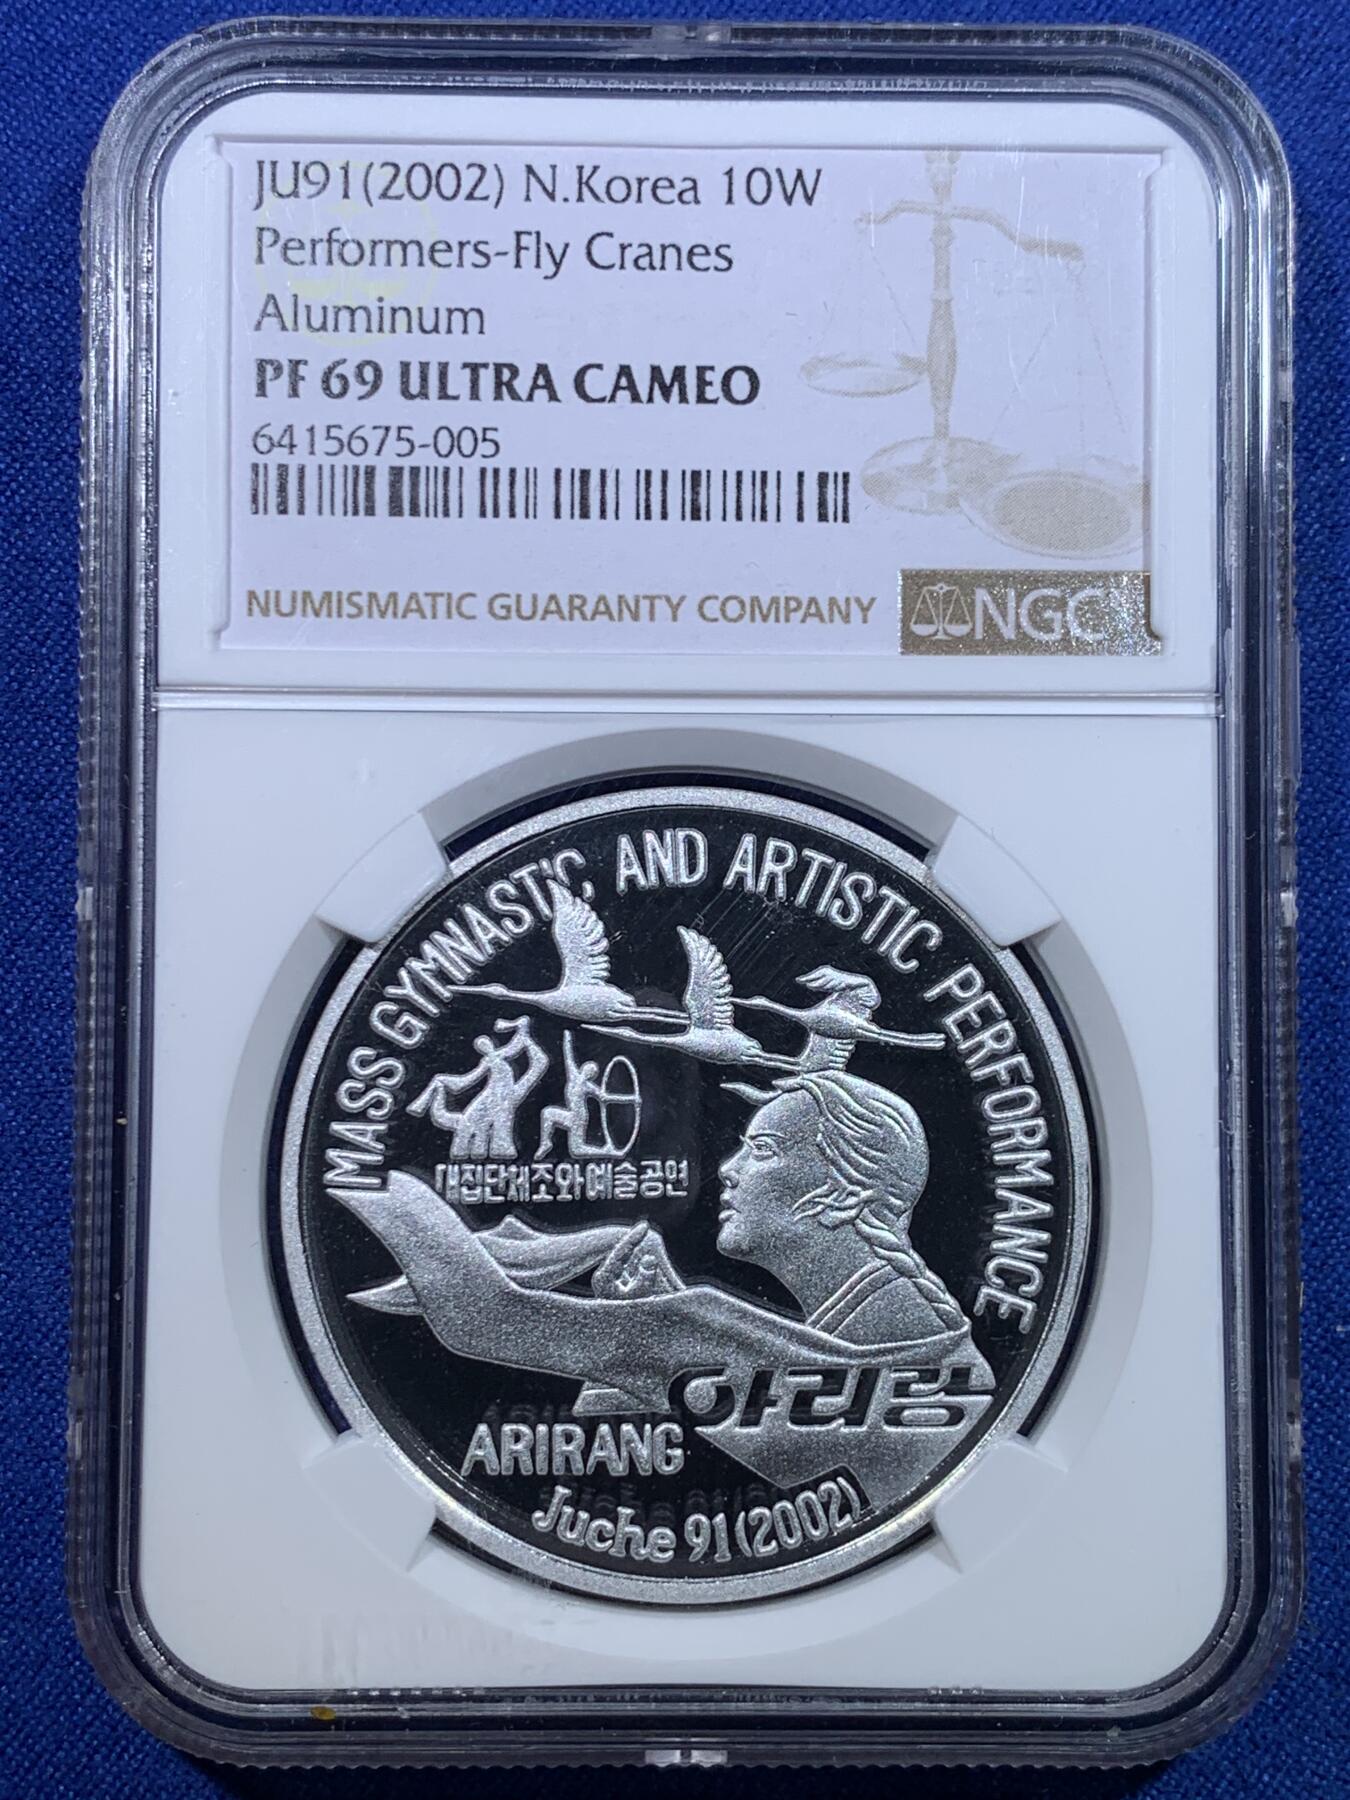 JU91(2002) N.Korea 10W
Performers-Fly Cranes
Aluminum
PF 69 ULTRA CAMEO
6415675-005
NUMISMATIC GUARANTY COMPANY
NGC
MASS GYMNASTIC AND ARTISTIC PERFORMANCE
대집단체조와예술공연
아리랑
ARIRANG
Juche 91(2002)